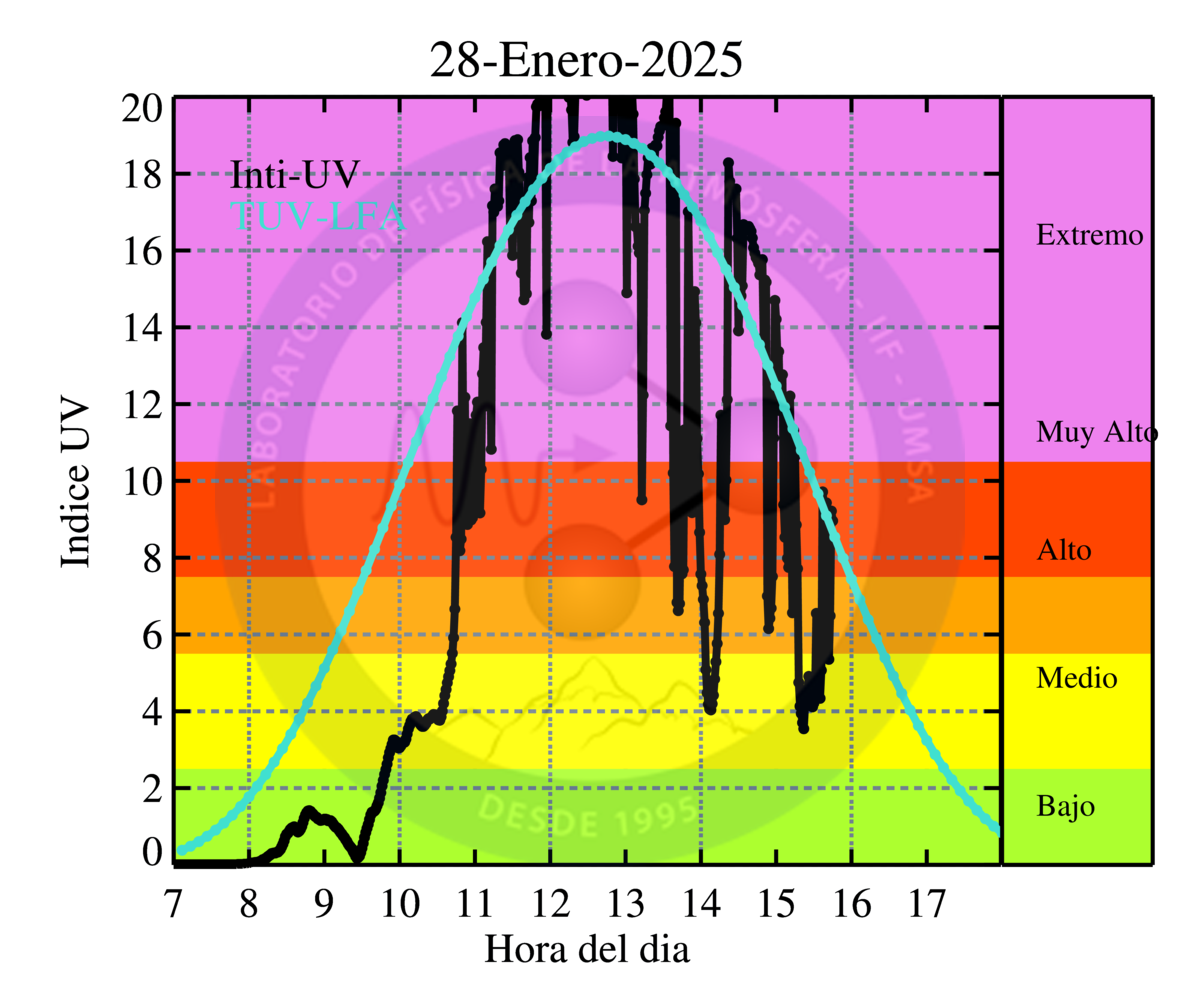 28-Enero-2025
Indice UV
20
18
16
14
12
10
8
6
4
2
0
Inti-UV
TUV-LFA
LABORATORIO DE FÍSICA DE LA ATMÓSFERA - IIF - UMSA
DESDE 1995
Extremo
Muy Alto
Alto
Medio
Bajo
7 8 9 10 11 12 13 14 15 16 17
Hora del dia